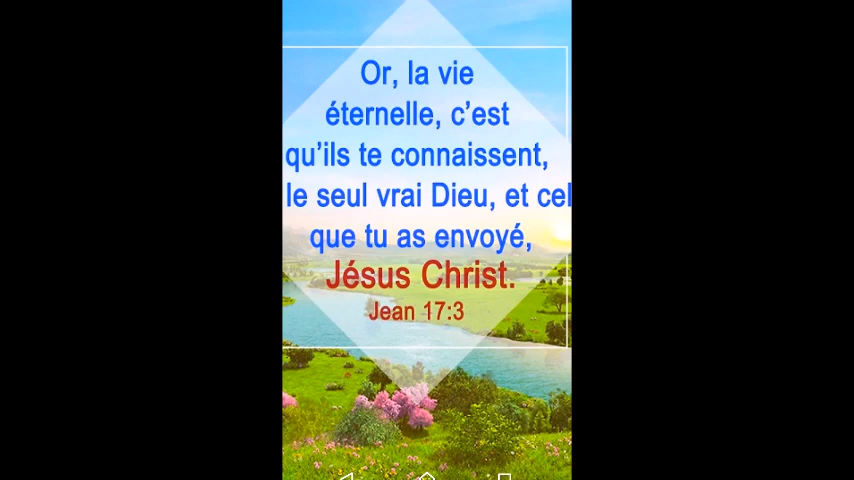 Or, la vie
éternelle, c’est
qu’ils te connaissent,
le seul vrai Dieu, et cel
que tu as envoyé,
Jésus Christ.
Jean 17:3